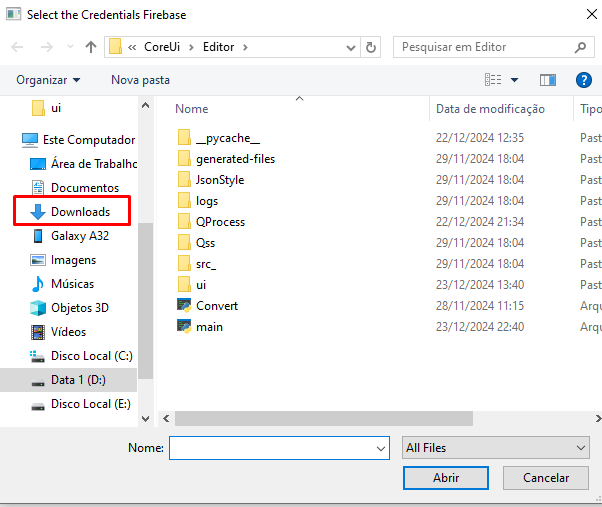 Select the Credentials Firebase
« CoreUi > Editor >
Pesquisar em Editor
Organizar
Nova pasta
ui
Este Computador
Área de Trabalho
Documentos
Downloads
Galaxy A32
Imagens
Músicas
Objetos 3D
Vídeos
Disco Local (C:)
Data 1 (D:)
Disco Local (E:)
Nome Data de modificação Tipo
__pycache__ 22/12/2024 12:35 Past
generated-files 29/11/2024 18:04 Past
JsonStyle 29/11/2024 18:04 Past
logs 29/11/2024 18:04 Past
QProcess 22/12/2024 21:34 Past
Qss 29/11/2024 18:04 Past
src_ 29/11/2024 18:04 Past
ui 23/12/2024 13:40 Past
Convert 28/11/2024 11:15 Arqu
main 23/12/2024 22:40 Arqu
Nome:
All Files
Abrir
Cancelar